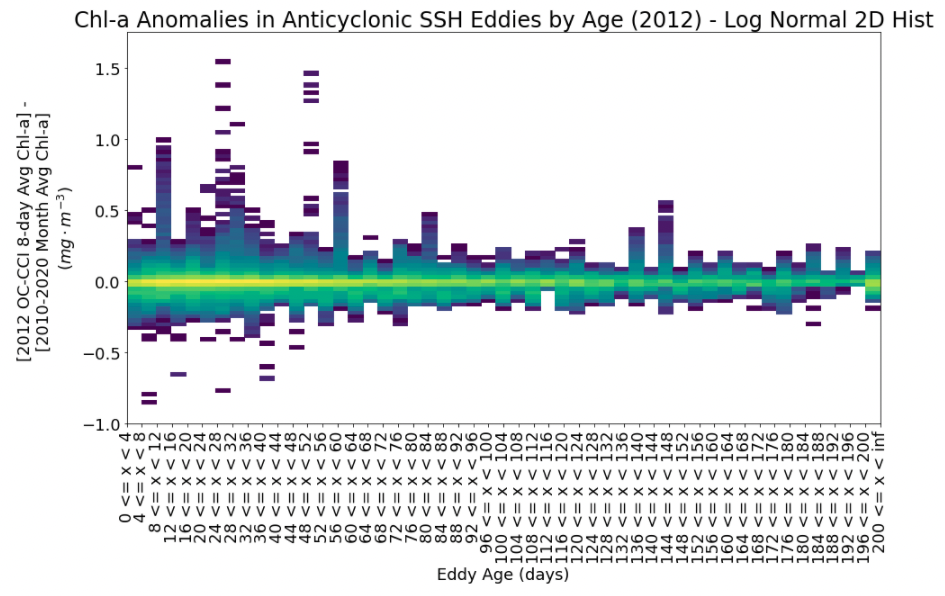 Chl-a Anomalies in Anticyclonic SSH Eddies by Age (2012) - Log Normal 2D Hist
[2012 OC-CCI 8-day Avg Chl-a] -
[2010-2020 Month Avg Chl-a]
(mg · m⁻³)
1.5
1.0
0.5
0.0
−0.5
−1.0
0 <= x < 4
4 <= x < 8
8 <= x < 12
12 <= x < 16
16 <= x < 20
20 <= x < 24
24 <= x < 28
28 <= x < 32
32 <= x < 36
36 <= x < 40
40 <= x < 44
44 <= x < 48
48 <= x < 52
52 <= x < 56
56 <= x < 60
60 <= x < 64
64 <= x < 68
68 <= x < 72
72 <= x < 76
76 <= x < 80
80 <= x < 84
84 <= x < 88
88 <= x < 92
92 <= x < 96
96 <= x < 100
100 <= x < 104
104 <= x < 108
108 <= x < 112
112 <= x < 116
116 <= x < 120
120 <= x < 124
124 <= x < 128
128 <= x < 132
132 <= x < 136
136 <= x < 140
140 <= x < 144
144 <= x < 148
148 <= x < 152
152 <= x < 156
156 <= x < 160
160 <= x < 164
164 <= x < 168
168 <= x < 172
172 <= x < 176
176 <= x < 180
180 <= x < 184
184 <= x < 188
188 <= x < 192
192 <= x < 196
196 <= x < 200
200 <= x < inf
Eddy Age (days)